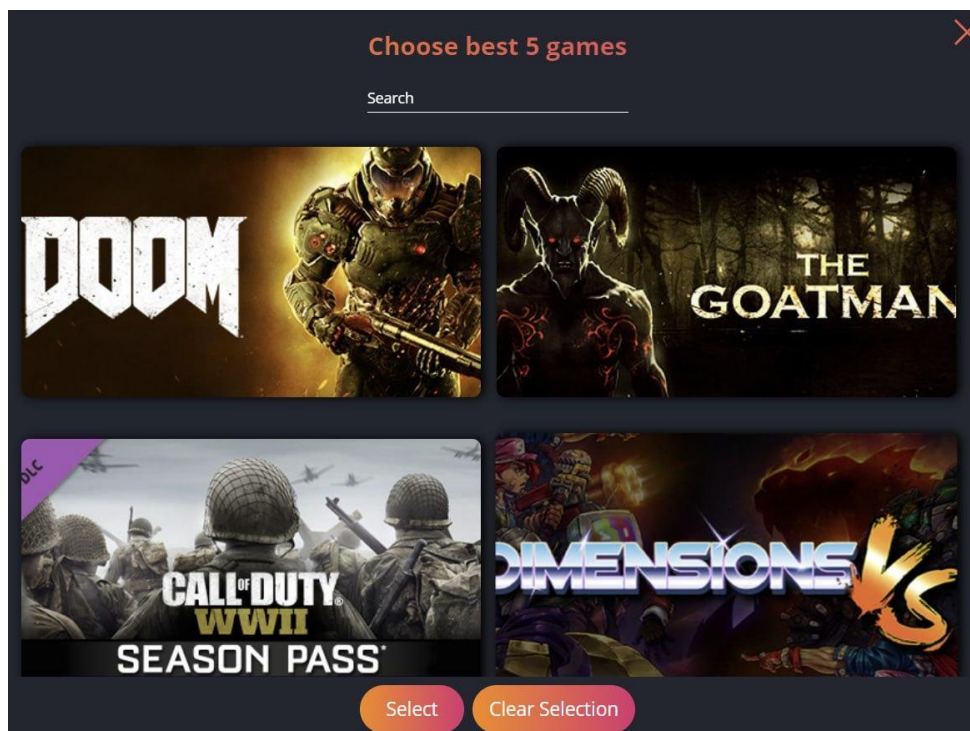 Choose best 5 games
Search
DOOM
THE
GOATMAN
DLC
CALL OF DUTY®
WWII
SEASON PASS
DIMENSIONS VS
Select
Clear Selection